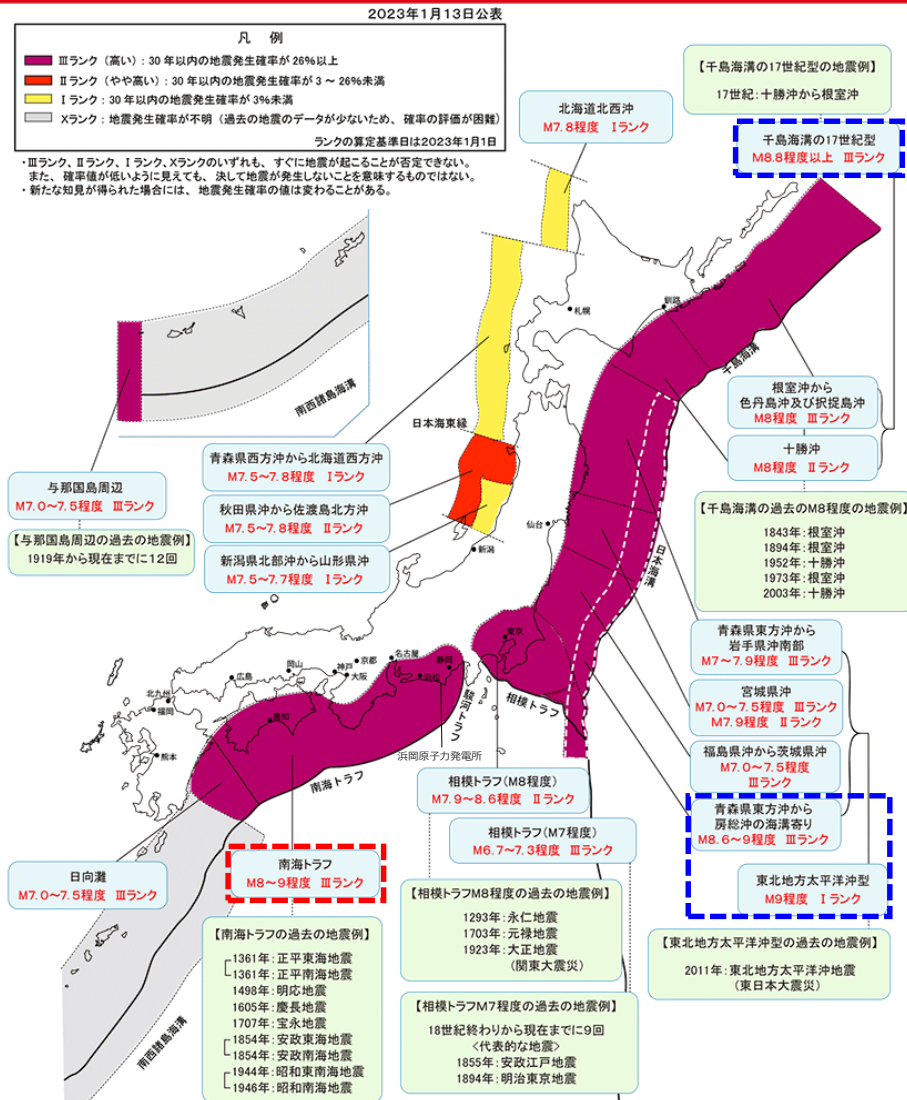 2023年1月13日公表
凡 例
Ⅲランク（高い）：30年以内の地震発生確率が26%以上
Ⅱランク（やや高い）：30年以内の地震発生確率が3～26%未満
Ⅰランク：30年以内の地震発生確率が3%未満
Xランク：地震発生確率が不明（過去の地震のデータが少ないため、確率の評価が困難）
ランクの算定基準日は2023年1月1日
・Ⅲランク、Ⅱランク、Ⅰランク、Xランクのいずれも、すぐに地震が起こることが否定できない。
また、確率値が低いように見えても、決して地震が発生しないことを意味するものではない。
・新たな知見が得られた場合には、地震発生確率の値は変わることがある。
【千島海溝の17世紀型の地震例】
17世紀：十勝沖から根室沖
北海道北西沖
M7.8程度 Ⅰランク
千島海溝の17世紀型
M8.8程度以上 Ⅲランク
札幌
釧路
千島海溝
南西諸島海溝
日本海東縁
根室沖から
色丹島沖及び択捉島沖
M8程度 Ⅲランク
十勝沖
M8程度 Ⅱランク
青森県西方沖から北海道西方沖
M7.5～7.8程度 Ⅰランク
与那国島周辺
M7.0～7.5程度 Ⅲランク
秋田県沖から佐渡島北方沖
M7.5～7.8程度 Ⅱランク
【与那国島周辺の過去の地震例】
1919年から現在までに12回
新潟県北部沖から山形県沖
M7.5～7.7程度 Ⅰランク
仙台
新潟
日本海溝
【千島海溝の過去のM8程度の地震例】
1843年：根室沖
1894年：根室沖
1952年：十勝沖
1973年：根室沖
2003年：十勝沖
青森県東方沖から
岩手県沖南部
M7～7.9程度 Ⅲランク
宮城県沖
M7.0～7.5程度 Ⅲランク
M7.9程度 Ⅱランク
福島県沖から茨城県沖
M7.0～7.5程度
Ⅲランク
青森県東方沖から
房総沖の海溝寄り
M8.6～9程度 Ⅲランク
東北地方太平洋沖型
M9程度 Ⅰランク
【東北地方太平洋沖型の過去の地震例】
2011年：東北地方太平洋沖地震
（東日本大震災）
東京
名古屋
京都
静岡
神戸
大阪
浜松
岡山
広島
北九州
福岡
高知
熊本
駿河トラフ
相模トラフ
浜岡原子力発電所
南海トラフ
相模トラフ（M8程度）
M7.9～8.6程度 Ⅱランク
相模トラフ（M7程度）
M6.7～7.3程度 Ⅲランク
日向灘
M7.0～7.5程度 Ⅲランク
南海トラフ
M8～9程度 Ⅲランク
【南海トラフの過去の地震例】
1361年：正平東海地震
1361年：正平南海地震
1498年：明応地震
1605年：慶長地震
1707年：宝永地震
1854年：安政東海地震
1854年：安政南海地震
1944年：昭和東南海地震
1946年：昭和南海地震
【相模トラフM8程度の過去の地震例】
1293年：永仁地震
1703年：元禄地震
1923年：大正地震
（関東大震災）
【相模トラフM7程度の過去の地震例】
18世紀終わりから現在までに9回
＜代表的な地震＞
1855年：安政江戸地震
1894年：明治東京地震
南西諸島海溝